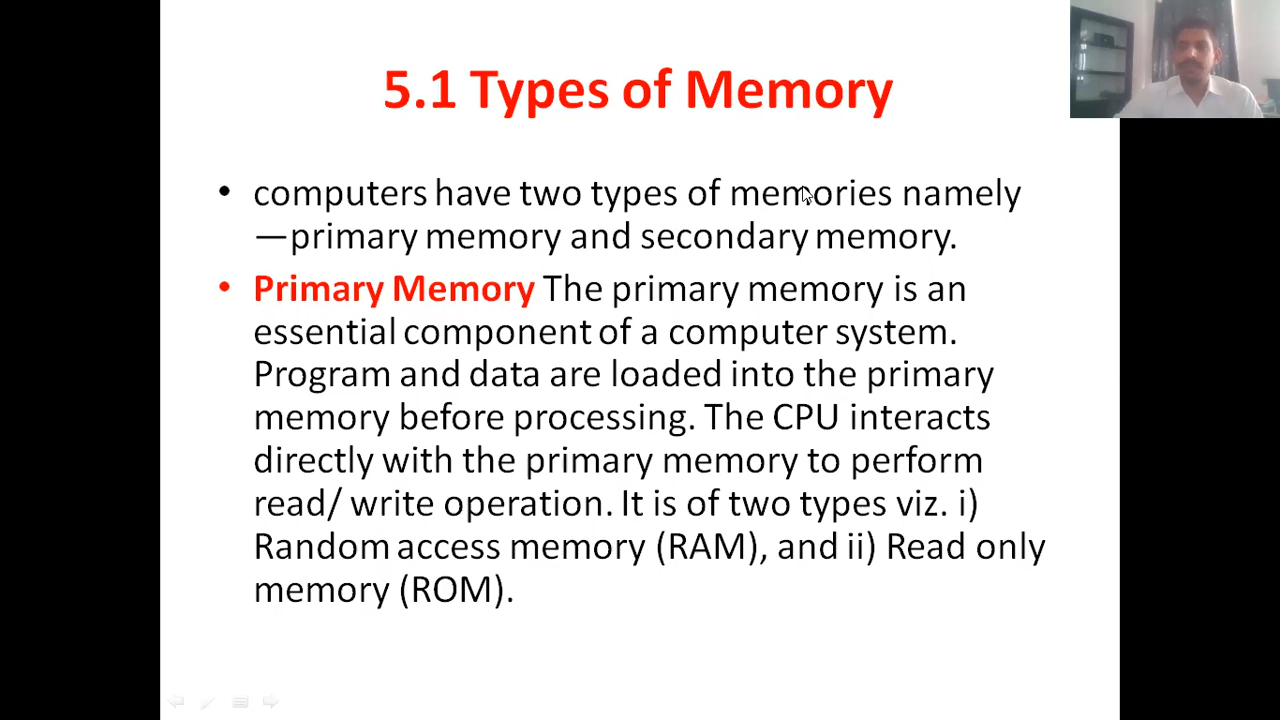 5.1 Types of Memory
• computers have two types of memories namely
—primary memory and secondary memory.
• Primary Memory The primary memory is an
essential component of a computer system.
Program and data are loaded into the primary
memory before processing. The CPU interacts
directly with the primary memory to perform
read/ write operation. It is of two types viz. i)
Random access memory (RAM), and ii) Read only
memory (ROM).